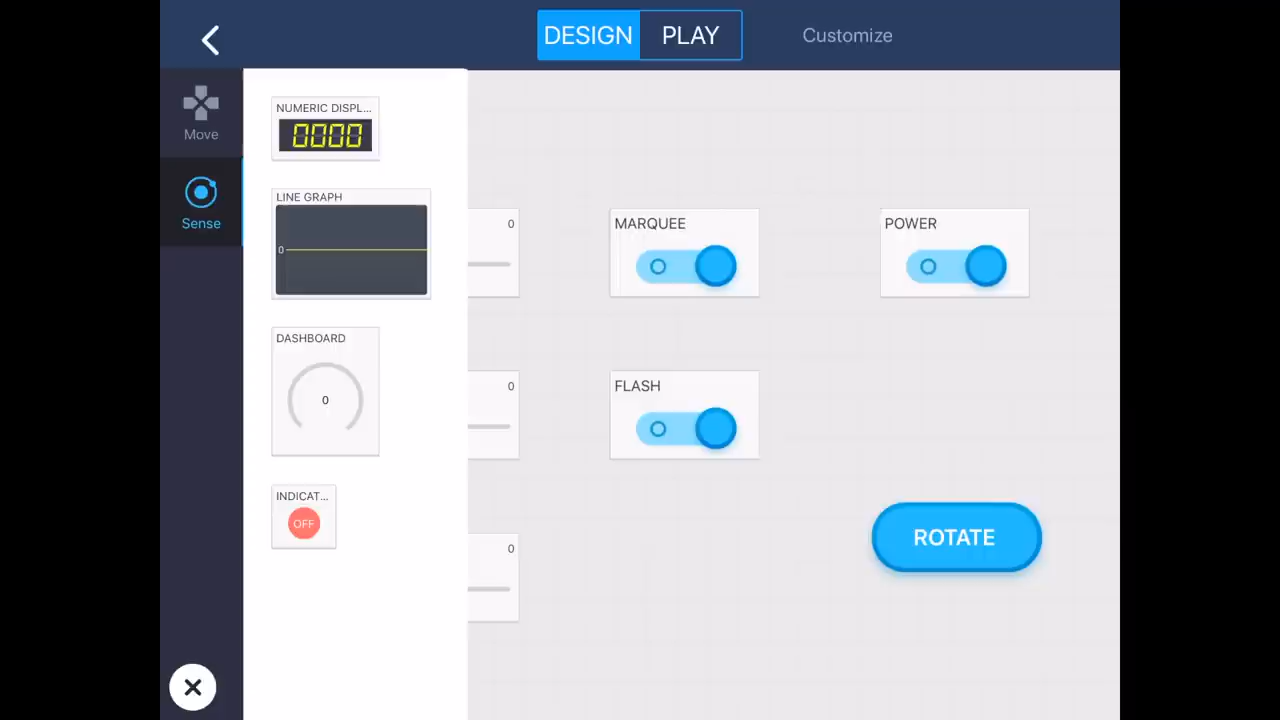 DESIGN PLAY Customize
Move
Sense
NUMERIC DISPL...
0000
LINE GRAPH
0
DASHBOARD
0
INDICAT...
OFF
0
MARQUEE
POWER
0
FLASH
0
ROTATE